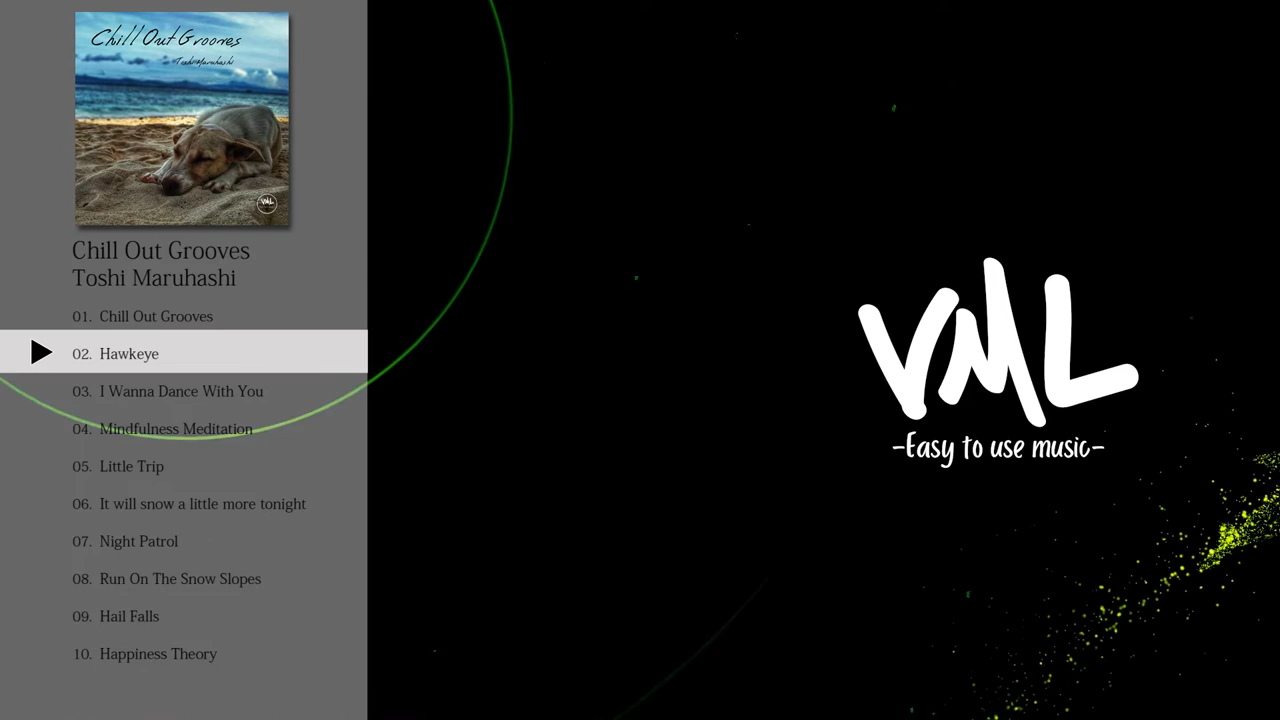 Chill Out Grooves
Toshi Maruhashi
VML
Chill Out Grooves
Toshi Maruhashi
01. Chill Out Grooves
02. Hawkeye
03. I Wanna Dance With You
04. Mindfulness Meditation
05. Little Trip
06. It will snow a little more tonight
07. Night Patrol
08. Run On The Snow Slopes
09. Hail Falls
10. Happiness Theory
VML
-Easy to use music-